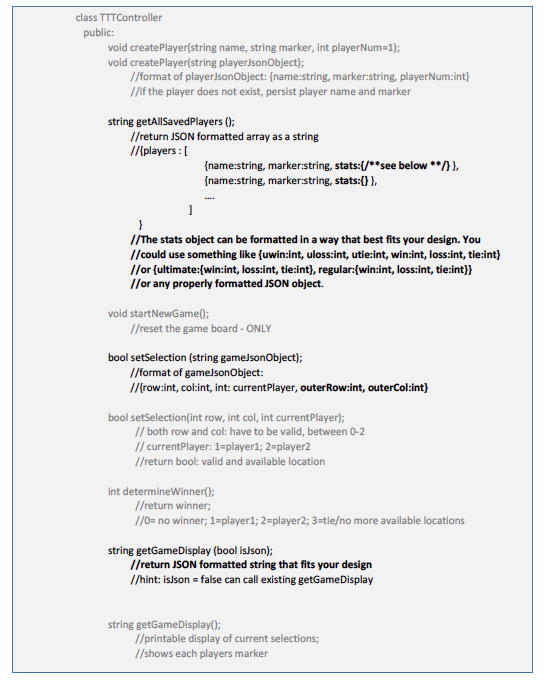 class TTTController
public:
void createPlayer(string name, string marker, int playerNum=1);
void createPlayer(string playerJsonObject);
//format of playerJsonObject: {name:string, marker:string, playerNum:int}
//if the player does not exist, persist player name and marker
string getAllSavedPlayers ();
//return JSON formatted array as a string
//{players : [
{name:string, marker:string, stats:{/**see below **/} },
{name:string, marker:string, stats:{} },
....
]
}
//The stats object can be formatted in a way that best fits your design. You
//could use something like {uwin:int, uloss:int, utie:int, win:int, loss:int, tie:int}
//or {ultimate:{win:int, loss:int, tie:int}, regular:{win:int, loss:int, tie:int}}
//or any properly formatted JSON object.
void startNewGame();
//reset the game board - ONLY
bool setSelection (string gameJsonObject);
//format of gameJsonObject:
//{row:int, col:int, int: currentPlayer, outerRow:int, outerCol:int}
bool setSelection(int row, int col, int currentPlayer);
// both row and col: have to be valid, between 0-2
// currentPlayer: 1=player1; 2=player2
//return bool: valid and available location
int determineWinner();
//return winner;
//0= no winner; 1=player1; 2=player2; 3=tie/no more available locations
string getGameDisplay (bool isJson);
//return JSON formatted string that fits your design
//hint: isJson = false can call existing getGameDisplay
string getGameDisplay();
//printable display of current selections;
//shows each players marker